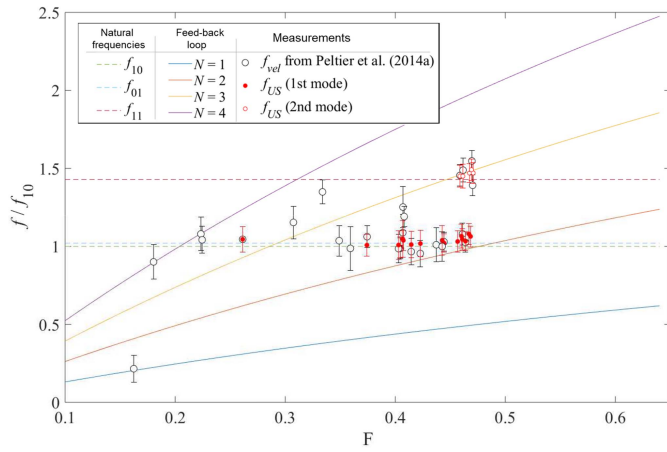 2.5
2
1.5
1
0.5
0
f / f10
0.1
0.2
0.3
0.4
0.5
0.6
F
Natural frequencies
f10
f01
f11
Feed-back loop
N = 1
N = 2
N = 3
N = 4
Measurements
fvel from Peltier et al. (2014a)
fUS (1st mode)
fUS (2nd mode)